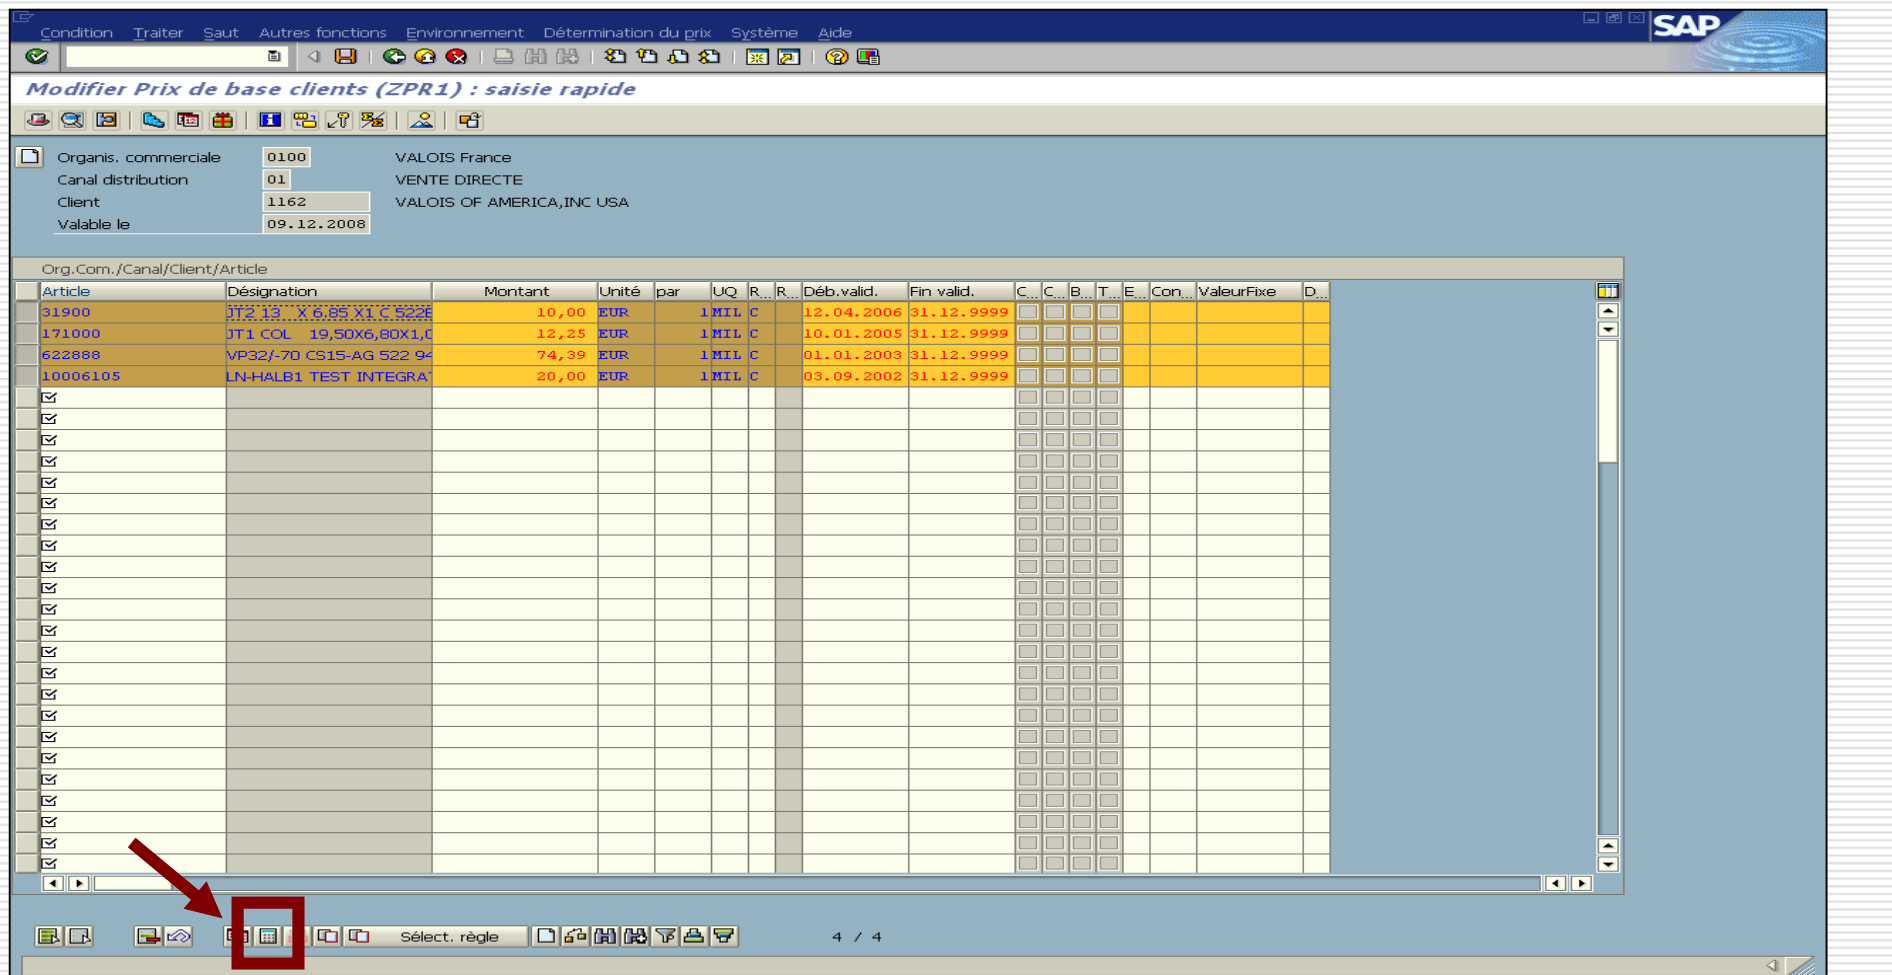 Condition Traiter Saut Autres fonctions Environnement Détermination du prix Système Aide
SAP
Modifier Prix de base clients (ZPR1) : saisie rapide
Organis. commerciale 0100 VALOIS France
Canal distribution 01 VENTE DIRECTE
Client 1162 VALOIS OF AMERICA,INC USA
Valable le 09.12.2008
Org.Com./Canal/Client/Article
Article Désignation Montant Unité par UQ R... R... Déb.valid. Fin valid. C... C... B... T... E... Con... ValeurFixe D...
31900 JT2 13 X 6,85 X1 C 522E 10,00 EUR 1 MIL C 12.04.2006 31.12.9999
171000 JT1 COL 19,50X6,80X1,0 12,25 EUR 1 MIL C 10.01.2005 31.12.9999
622888 VP32/-70 CS15-AG 522 94 74,39 EUR 1 MIL C 01.01.2003 31.12.9999
10006105 LN-HALB1 TEST INTEGRA 20,00 EUR 1 MIL C 03.09.2002 31.12.9999
Sélect. règle 4 / 4